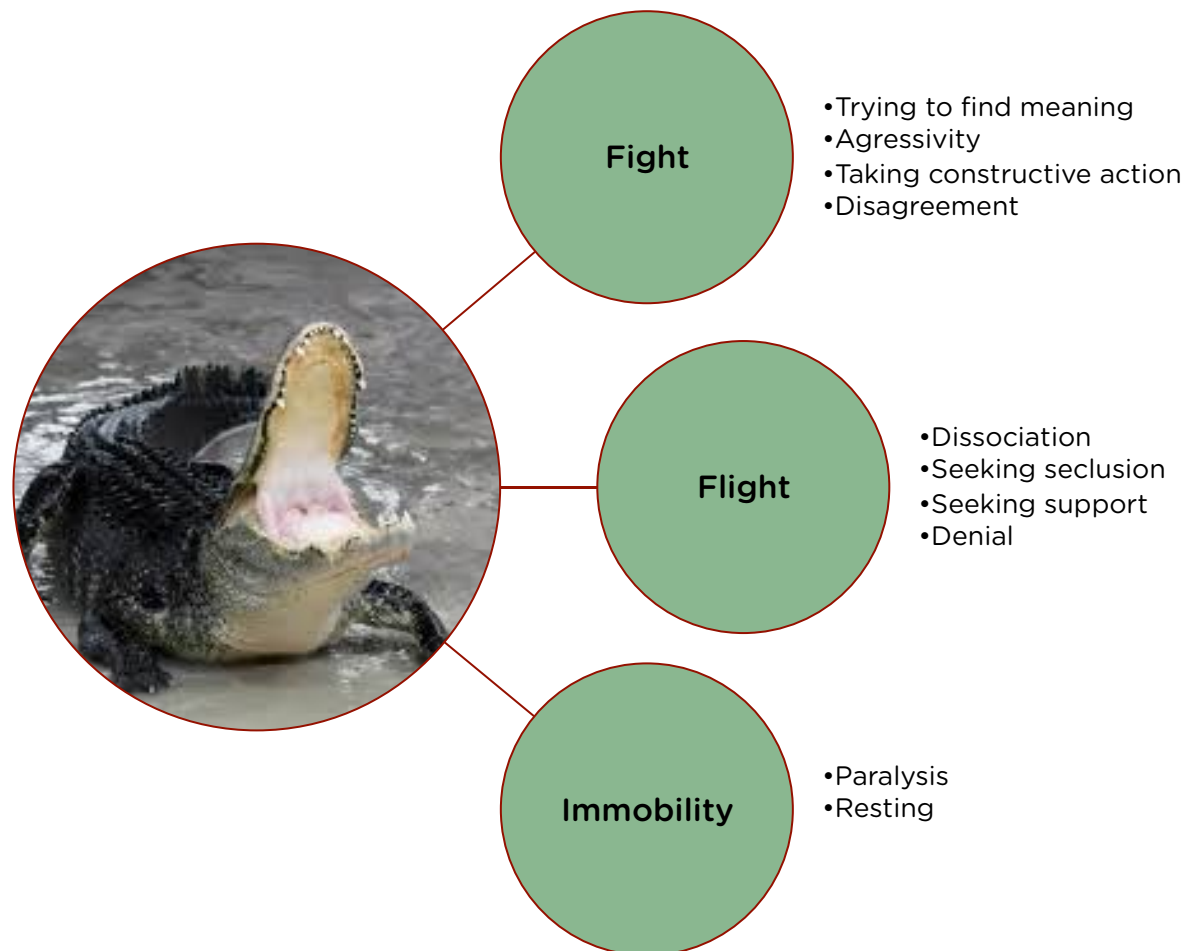 Fight
•Trying to find meaning
•Agressivity
•Taking constructive action
•Disagreement
Flight
•Dissociation
•Seeking seclusion
•Seeking support
•Denial
Immobility
•Paralysis
•Resting